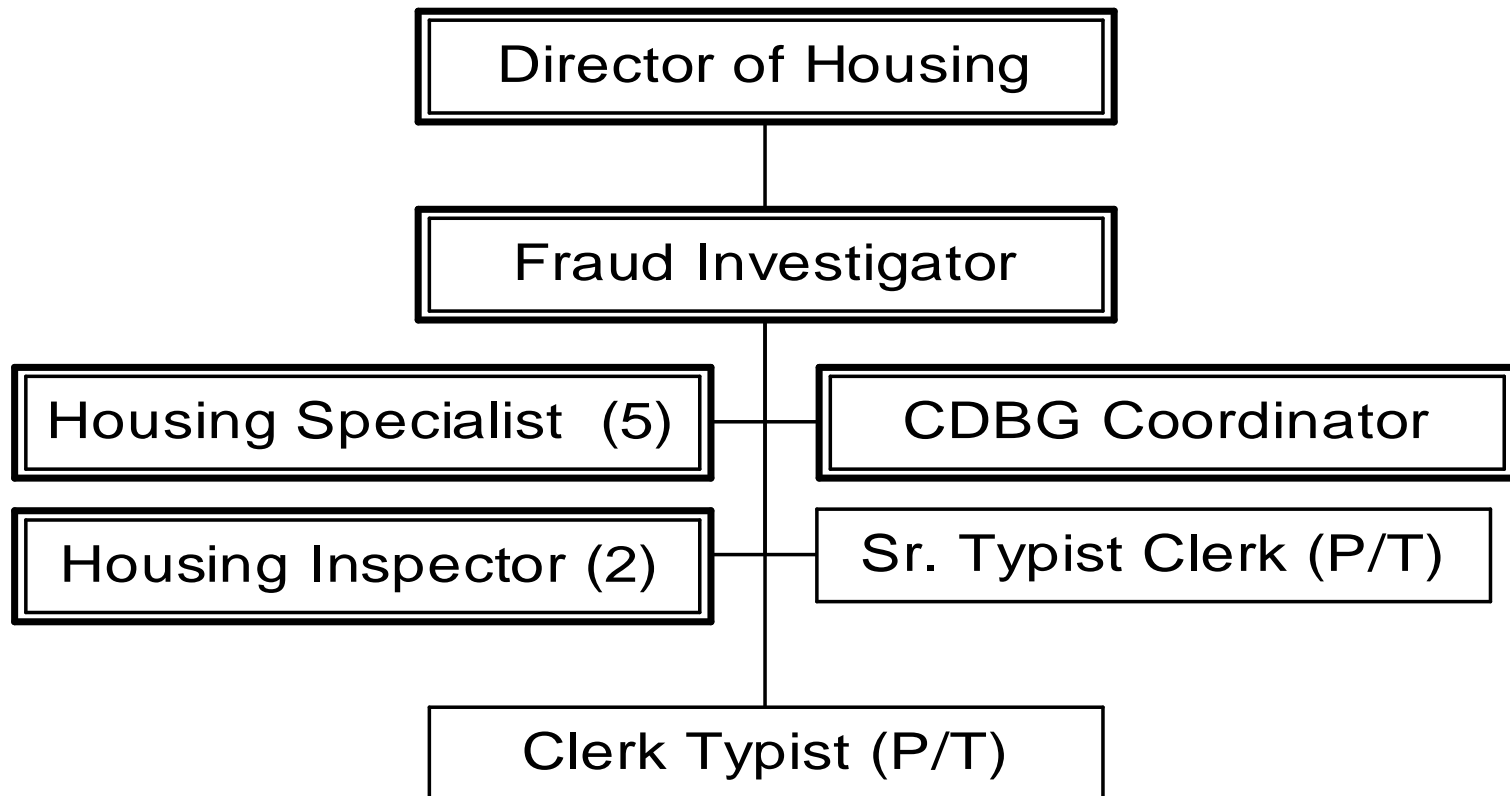 Director of Housing
Fraud Investigator
Housing Specialist (5)
CDBG Coordinator
Housing Inspector (2)
Sr. Typist Clerk (P/T)
Clerk Typist (P/T)